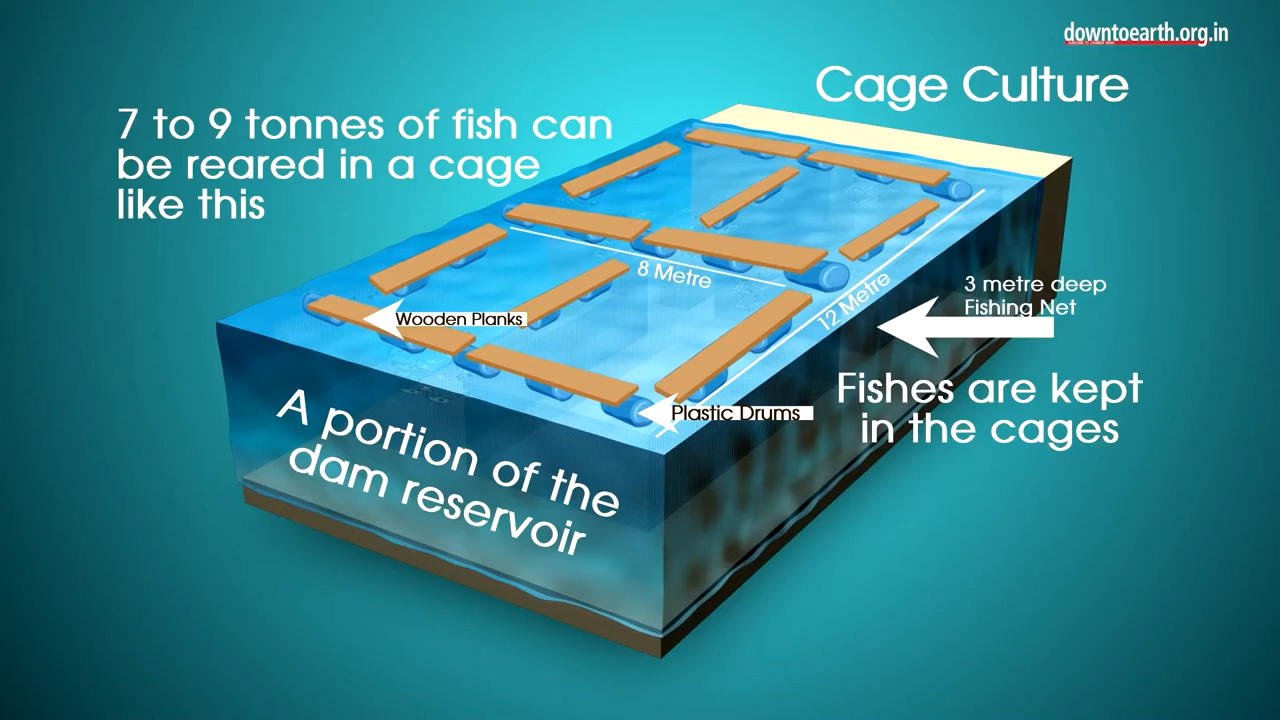 downtoearth.org.in
Cage Culture
7 to 9 tonnes of fish can
be reared in a cage
like this
8 Metre
12 Metre
3 metre deep
Fishing Net
Wooden Planks
Plastic Drums
Fishes are kept
in the cages
A portion of the
dam reservoir